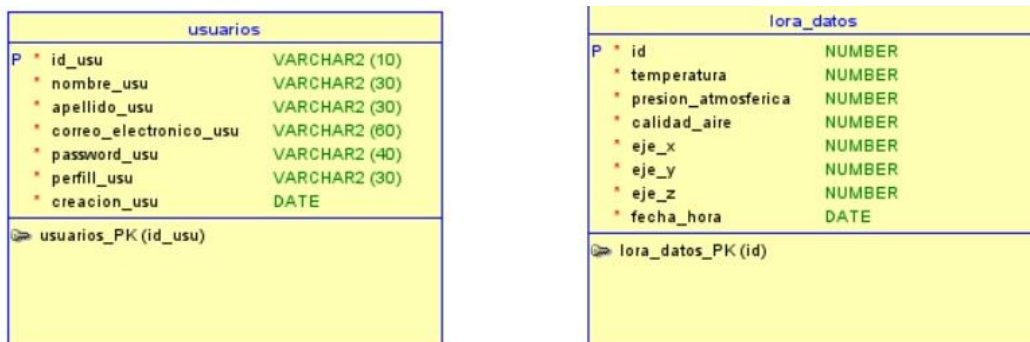 usuarios
P * id_usu VARCHAR2 (10)
* nombre_usu VARCHAR2 (30)
* apellido_usu VARCHAR2 (30)
* correo_electronico_usu VARCHAR2 (60)
* password_usu VARCHAR2 (40)
* perfill_usu VARCHAR2 (30)
* creacion_usu DATE
usuarios_PK (id_usu)
lora_datos
P * id NUMBER
* temperatura NUMBER
* presion_atmosferica NUMBER
* calidad_aire NUMBER
* eje_x NUMBER
* eje_y NUMBER
* eje_z NUMBER
* fecha_hora DATE
lora_datos_PK (id)